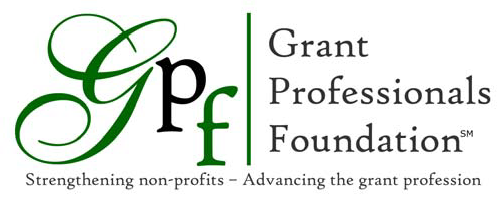 Gpf
Grant
Professionals
Foundation℠
Strengthening non-profits – Advancing the grant profession